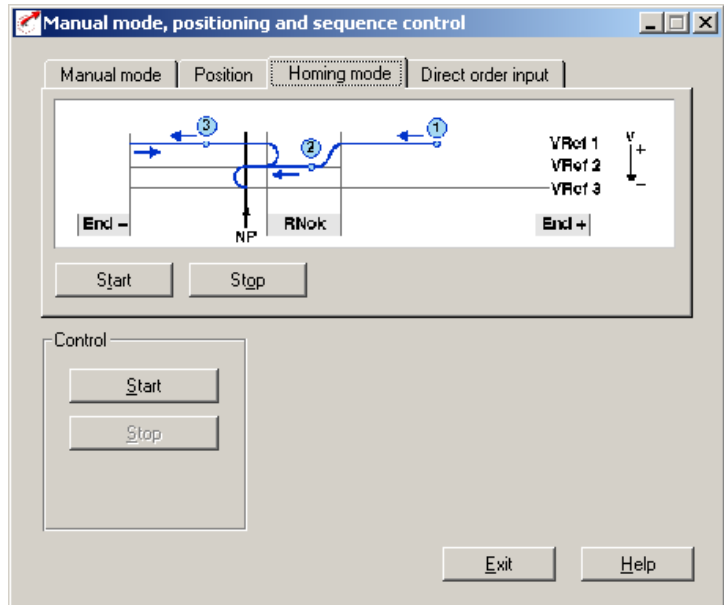 Manual mode, positioning and sequence control
Manual mode Position Homing mode Direct order input
3 1
2
VRef 1 v +
VRef 2
VRef 3 -
End - RNok End +
NP
Start Stop
Control
Start
Stop
Exit Help